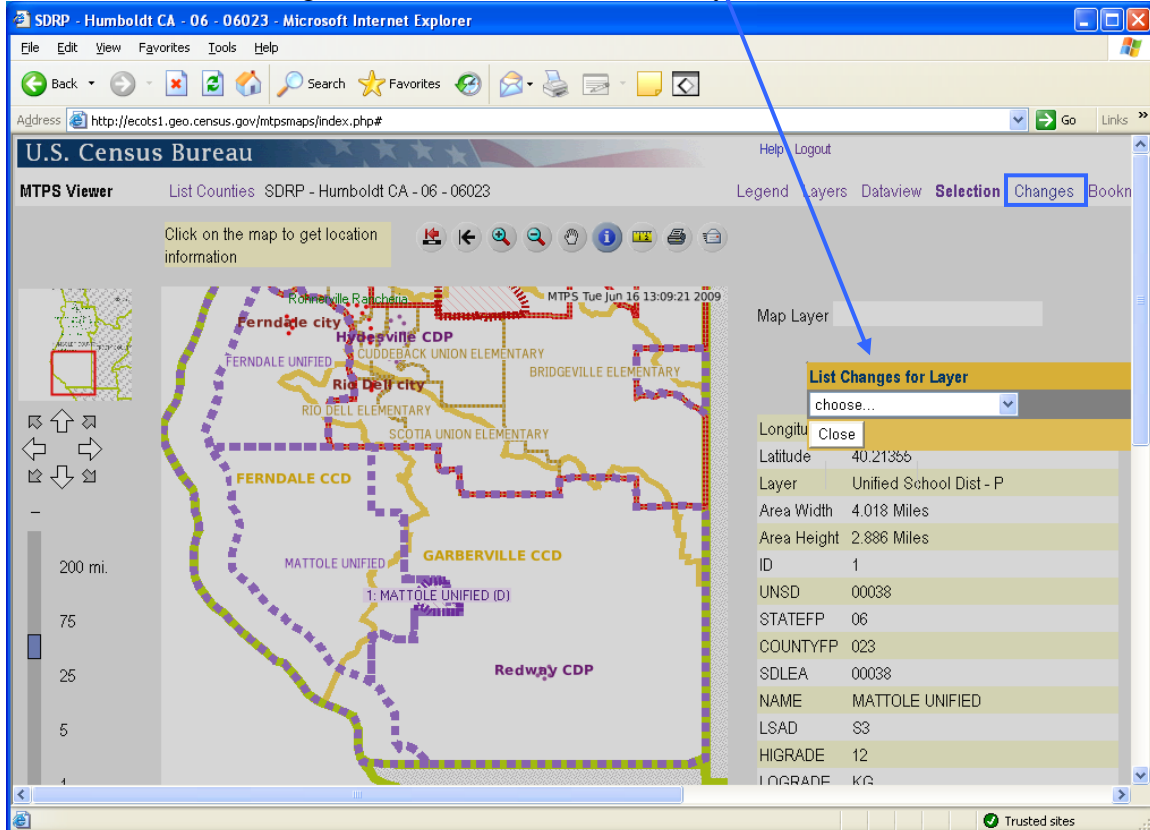 SDRP - Humboldt CA - 06 - 06023 - Microsoft Internet Explorer
File Edit View Favorites Tools Help
Back Search Favorites
Address http://ecots1.geo.census.gov/mtpsmaps/index.php# Go Links »
U.S. Census Bureau Help Logout
MTPS Viewer List Counties SDRP - Humboldt CA - 06 - 06023 Legend Layers Dataview Selection Changes Bookn
Click on the map to get location
information
MTPS Tue Jun 16 13:09:21 2009
Rohnerville Rancheria
Ferndale city
Hydesville CDP
CUDDEBACK UNION ELEMENTARY
FERNDALE UNIFIED
BRIDGEVILLE ELEMENTARY
Rio Dell city
RIO DELL ELEMENTARY
SCOTIA UNION ELEMENTARY
FERNDALE CCD
GARBERVILLE CCD
MATTOLE UNIFIED
1: MATTOLE UNIFIED (D)
Redway CDP
200 mi.
75
25
5
1
Map Layer
List Changes for Layer
choose...
Close
Longitu
Latitude 40.21355
Layer Unified School Dist - P
Area Width 4.018 Miles
Area Height 2.886 Miles
ID 1
UNSD 00038
STATEFP 06
COUNTYFP 023
SDLEA 00038
NAME MATTOLE UNIFIED
LSAD S3
HIGRADE 12
LOGRADE KG
Trusted sites